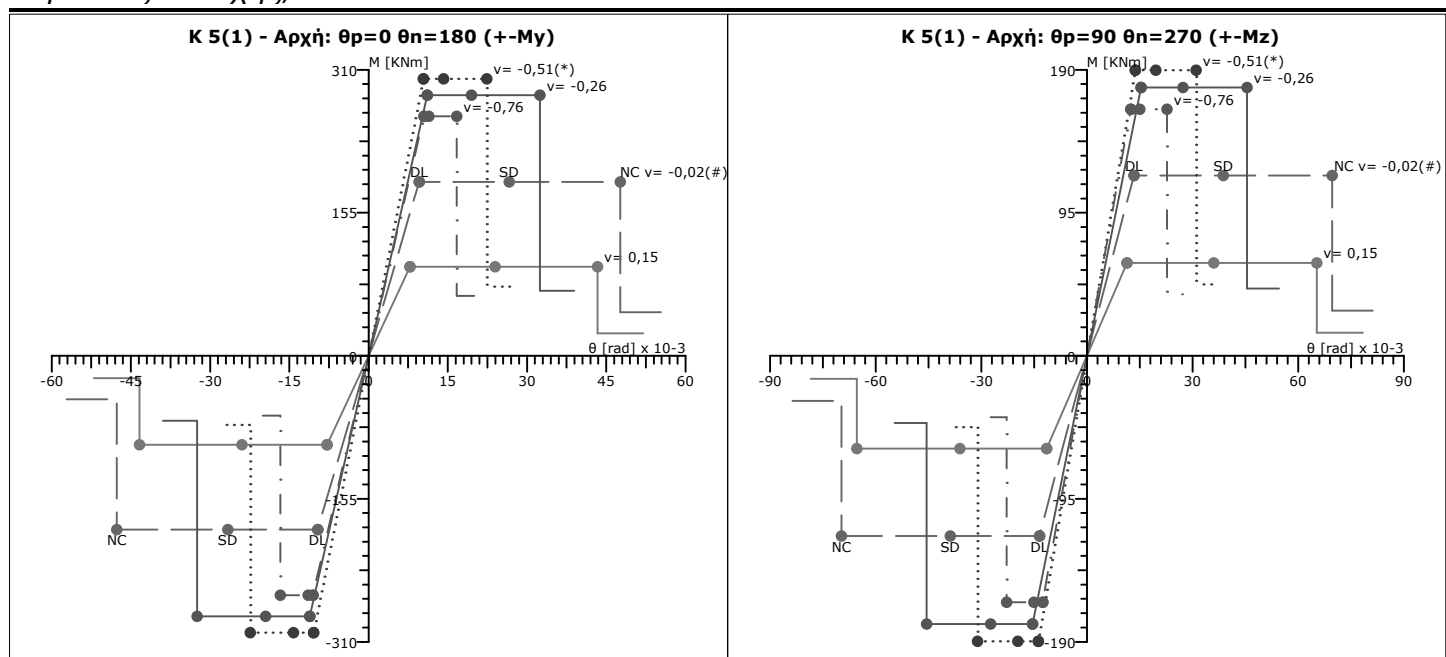 K 5(1) - Αρχή: θp=0 θn=180 (+-My)
M [KNm]
310
v= -0,51(*)
v= -0,26
v= -0,76
DL
SD
NC v= -0,02(#)
155
v= 0,15
0
θ [rad] x 10-3
-60
-45
-30
-15
0
15
30
45
60
-155
NC
SD
DL
-310
K 5(1) - Αρχή: θp=90 θn=270 (+-Mz)
M [KNm]
190
v= -0,51(*)
v= -0,26
v= -0,76
DL
SD
NC v= -0,02(#)
95
v= 0,15
0
θ [rad] x 10-3
-90
-60
-30
0
30
60
90
-95
NC
SD
DL
-190